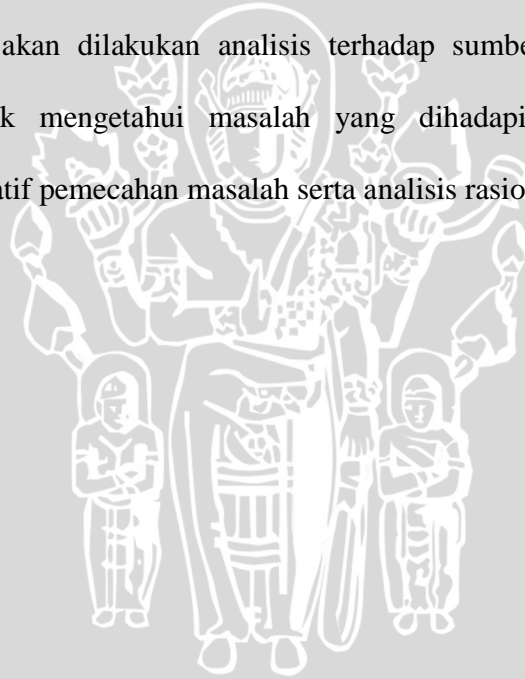 akan dilakukan analisis terhadap sumbe
k mengetahui masalah yang dihadapi
atif pemecahan masalah serta analisis rasio